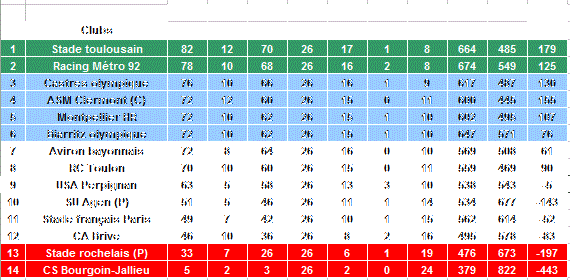 Clubs
1 Stade toulousain 82 12 70 26 17 1 8 664 485 179
2 Racing Métro 92 78 10 68 26 16 2 8 674 549 125
3 Castres olympique 76 10 66 26 16 1 9 617 487 130
4 ASM Clermont (C) 72 12 60 26 15 0 11 600 445 155
5 Montpellier 72 10 62 26 15 1 10 602 495 107
6 Biarritz olympique 72 10 62 26 15 1 10 647 571 76
7 Aviron bayonnais 72 8 64 26 16 0 10 569 508 61
8 RC Toulon 70 10 60 26 15 0 11 559 469 90
9 USA Perpignan 63 5 58 26 13 3 10 538 543 -5
10 SU Agen (P) 51 5 46 26 11 1 14 534 677 -143
11 Stade français Paris 49 7 42 26 10 1 15 562 614 -52
12 CA Brive 46 10 36 26 8 2 16 495 578 -83
13 Stade rochelais (P) 33 7 26 26 6 1 19 476 673 -197
14 CS Bourgoin-Jallieu 5 2 3 26 2 0 24 379 822 -443